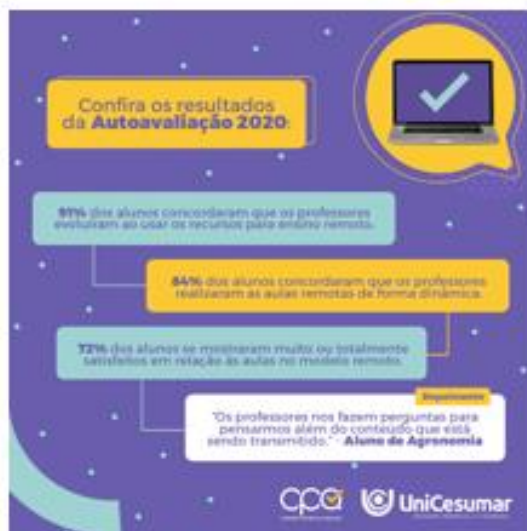 Confira os resultados
da Autoavaliação 2020:
91% dos alunos concordaram que os professores
evoluíram ao usar os recursos para ensino remoto.
84% dos alunos concordaram que os professores
realizaram as aulas remotas de forma dinâmica.
72% dos alunos se mostraram muito ou totalmente
satisfeitos em relação às aulas no modelo remoto.
Depoimento
"Os professores nos fazem perguntas para
pensarmos além do conteúdo que está
sendo transmitido." - Aluno de Agronomia
cpa
UniCesumar